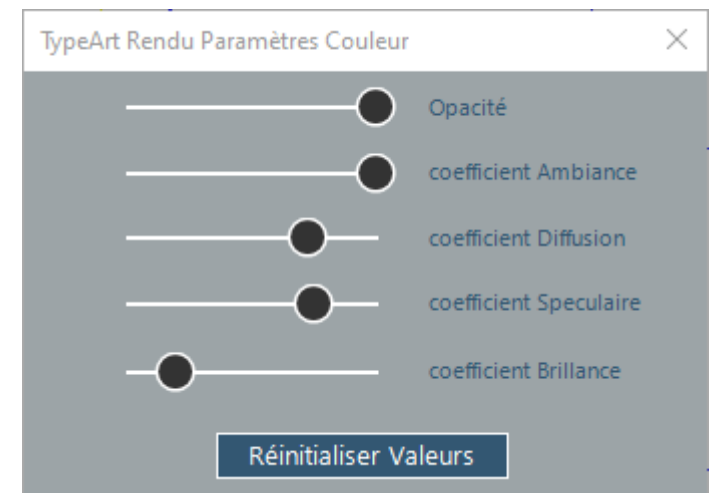 TypeArt Rendu Paramètres Couleur
Opacité
coefficient Ambiance
coefficient Diffusion
coefficient Speculaire
coefficient Brillance
Réinitialiser Valeurs